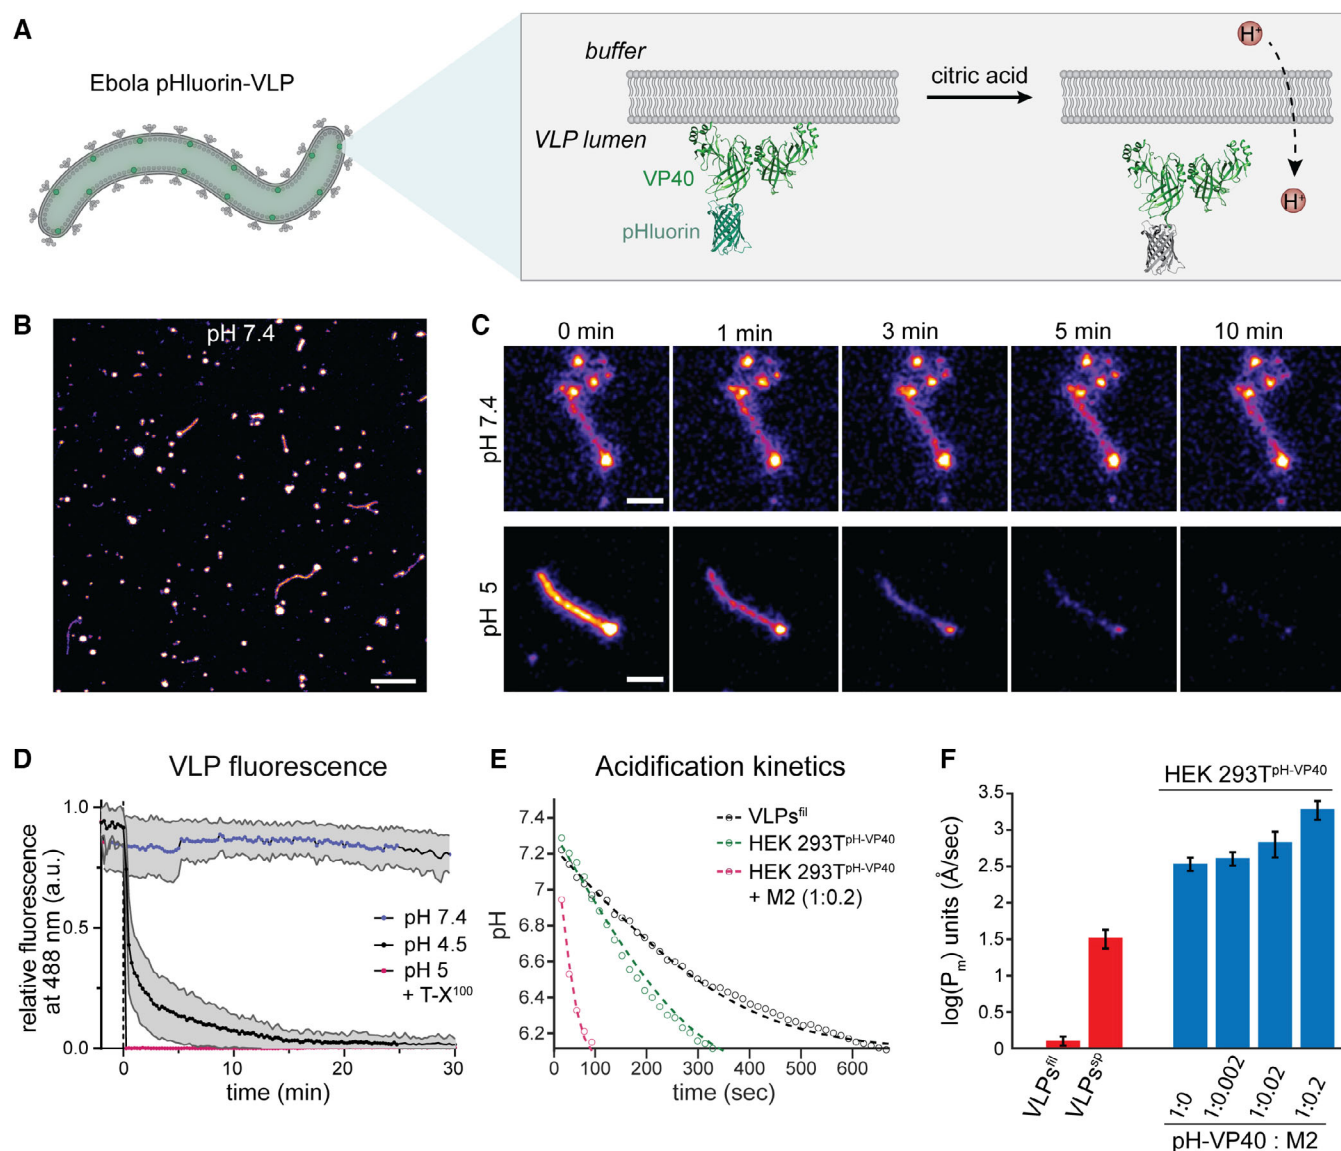 A
Ebola pHluorin-VLP
buffer
VLP lumen
VP40
pHluorin
citric acid
H⁺
H⁺
B
pH 7.4
C
0 min
1 min
3 min
5 min
10 min
pH 7.4
pH 5
D
VLP fluorescence
relative fluorescence
at 488 nm (a.u.)
1.0
0.5
0.0
0
10
20
30
time (min)
pH 7.4
pH 4.5
pH 5
+ T-X¹⁰⁰
E
Acidification kinetics
pH
7.4
7.2
7
6.8
6.6
6.4
6.2
0
100
200
300
400
500
600
time (sec)
VLPsᶠⁱˡ
HEK 293Tᵖᴴ⁻ⱽᴾ⁴⁰
HEK 293Tᵖᴴ⁻ⱽᴾ⁴⁰
+ M2 (1:0.2)
F
HEK 293Tᵖᴴ⁻ⱽᴾ⁴⁰
log(Pₘ) units (Å/sec)
3.5
3
2.5
2
1.5
1
0.5
0
VLPsᶠⁱˡ
VLPsˢᵖ
1:0
1:0.002
1:0.02
1:0.2
pH-VP40 : M2